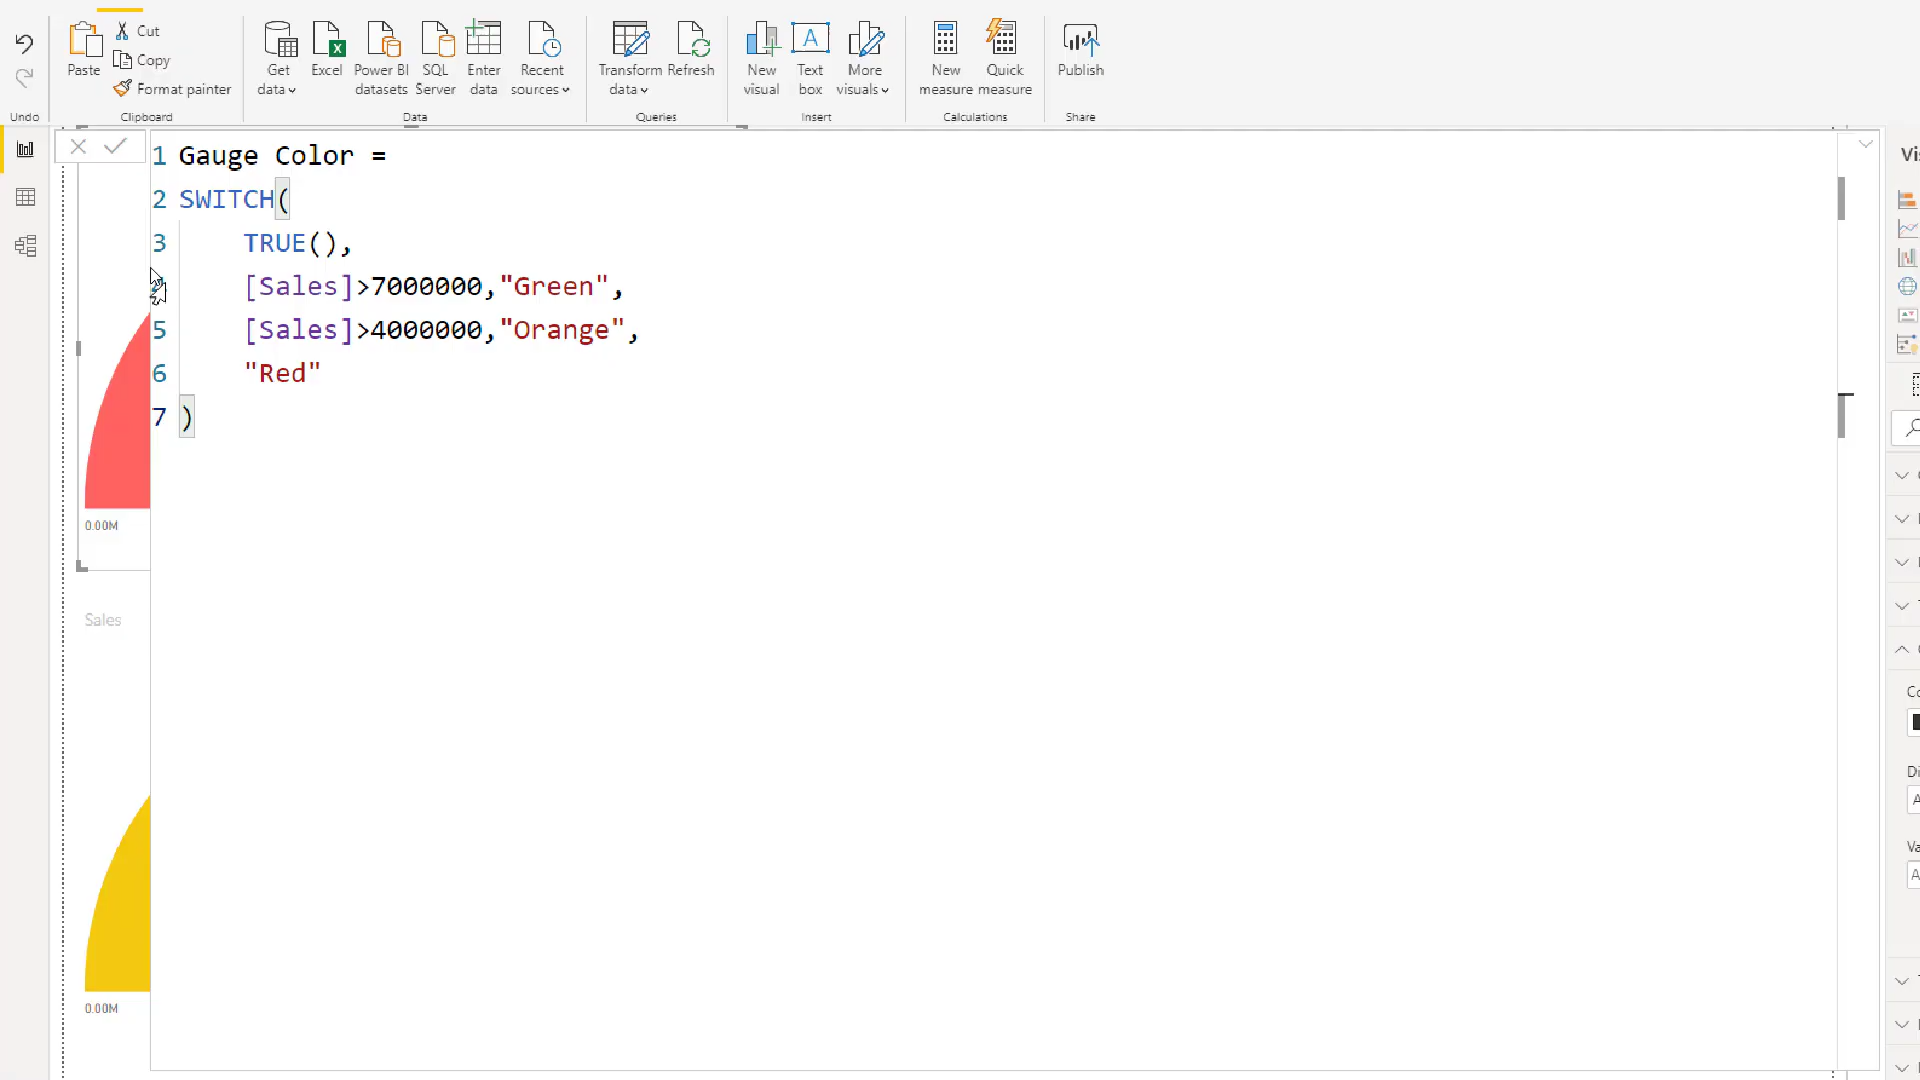 Cut
Copy
Format painter
Paste
Undo
Clipboard
Get data
Excel
Power BI datasets
SQL Server
Enter data
Recent sources
Data
Transform data
Refresh
Queries
New visual
Text box
More visuals
Insert
New measure
Quick measure
Calculations
Publish
Share
1 Gauge Color =
2 SWITCH(
3 TRUE(),
[Sales]>7000000,"Green",
5 [Sales]>4000000,"Orange",
6 "Red"
7 )
0.00M
Sales
0.00M